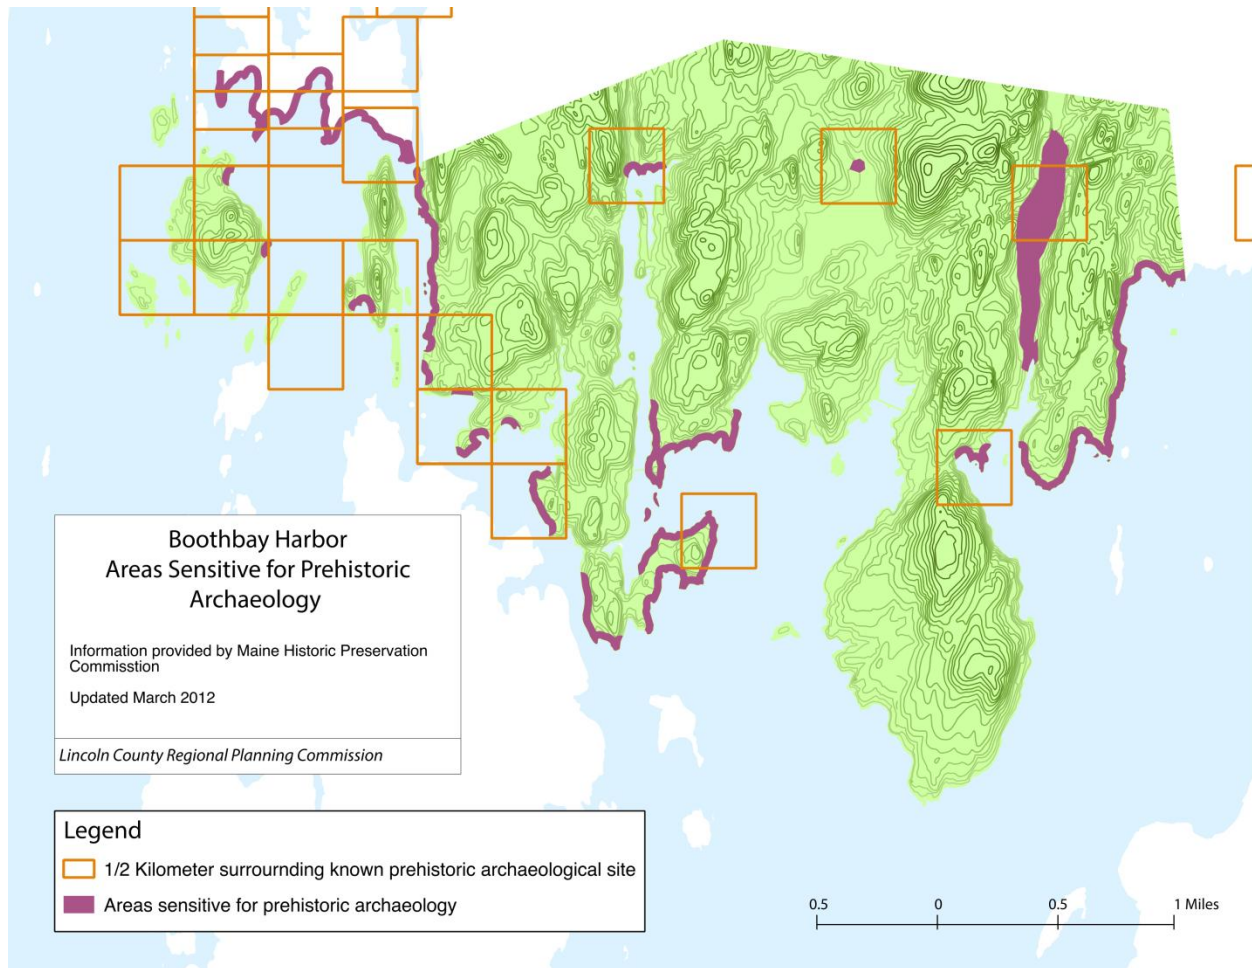 Boothbay Harbor
Areas Sensitive for Prehistoric
Archaeology
Information provided by Maine Historic Preservation
Commisstion
Updated March 2012
Lincoln County Regional Planning Commission
Legend
1/2 Kilometer surrournding known prehistoric archaeological site
Areas sensitive for prehistoric archaeology
0.5 0 0.5 1 Miles